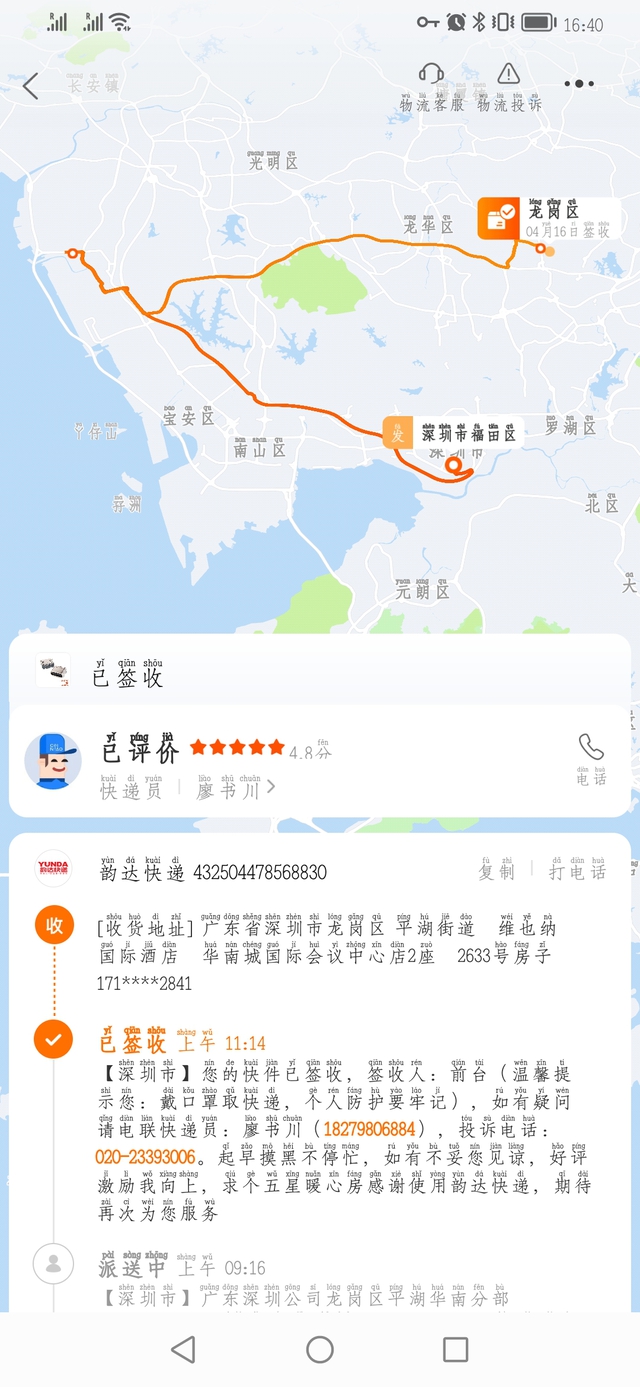 16:40
长安镇
物流客服 物流投诉
光明区
龙华区
龙岗区
04月16日签收
宝安区
丫仔山
南山区
发 深圳市福田区
深圳市
罗湖区
孖洲
北区
元朗区
大
已签收
已评价 4.8分
快递员 廖书川
电话
YUNDA
韵达快递
韵达快递 432504478568830 复制 打电话
收 [收货地址]广东省深圳市龙岗区 平湖街道 维也纳
国际酒店 华南城国际会议中心店2座 2633号房子
171****2841
已签收 上午 11:14
【深圳市】您的快件已签收，签收人：前台（温馨提
示您：戴口罩取快递，个人防护要牢记），如有疑问
请电联快递员：廖书川（18279806884），投诉电话：
020-23393006。起早摸黑不停忙，如有不妥您见谅，好评
激励我向上，求个五星暖心房感谢使用韵达快递，期待
再次为您服务
派送中 上午 09:16
【深圳市】广东深圳公司龙岗区平湖华南分部